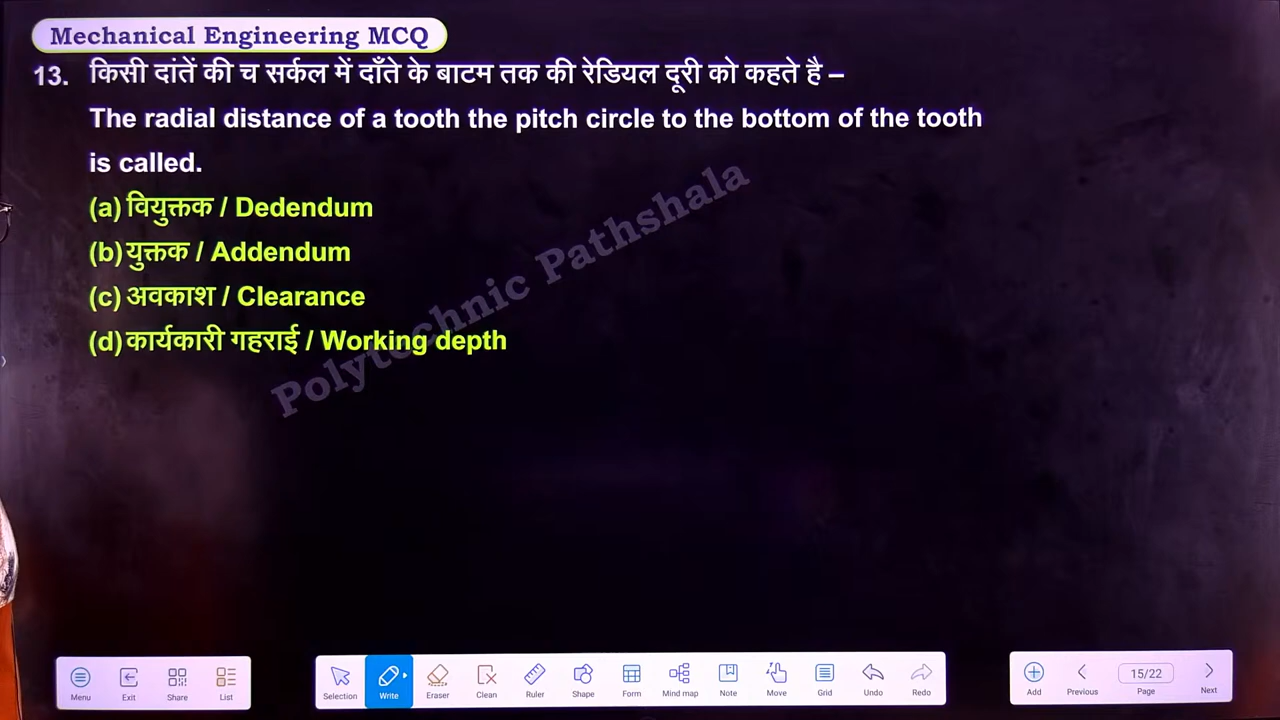 Mechanical Engineering MCQ
13. किसी दांतें की च सर्कल में दाँते के बाटम तक की रेडियल दूरी को कहते है –
The radial distance of a tooth the pitch circle to the bottom of the tooth
is called.
(a) वियुक्तक / Dedendum
(b) युक्तक / Addendum
(c) अवकाश / Clearance
(d) कार्यकारी गहराई / Working depth
Polytechnic Pathshala
Menu Exit Share List Selection Write Eraser Clean Ruler Shape Form Mind map Note Move Grid Undo Redo Add Previous 15/22 Page Next